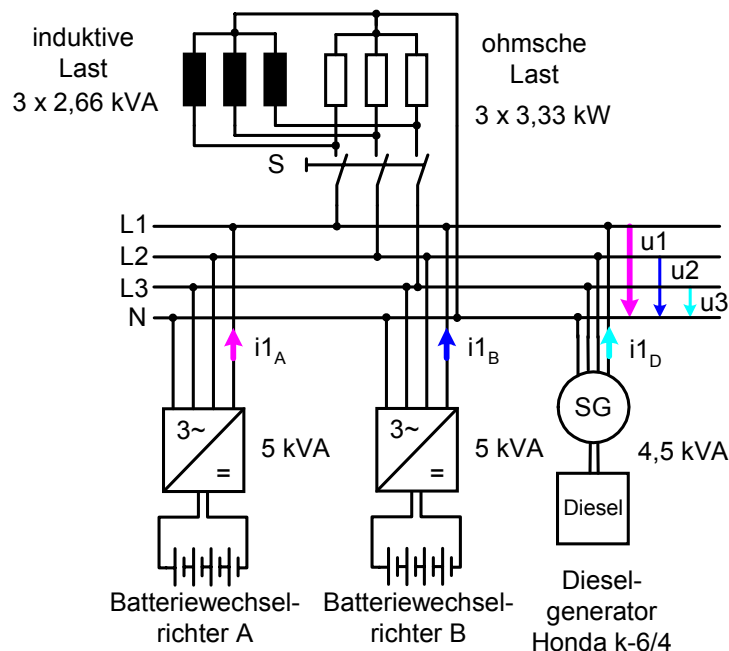 induktive
Last
3 x 2,66 kVA
ohmsche
Last
3 x 3,33 kW
S
L1
L2
L3
N
u1
u2
u3
i1A
i1B
i1D
3~
=
5 kVA
3~
=
5 kVA
SG
4,5 kVA
Diesel
Batteriewechsel-
richter A
Batteriewechsel-
richter B
Diesel-
generator
Honda k-6/4